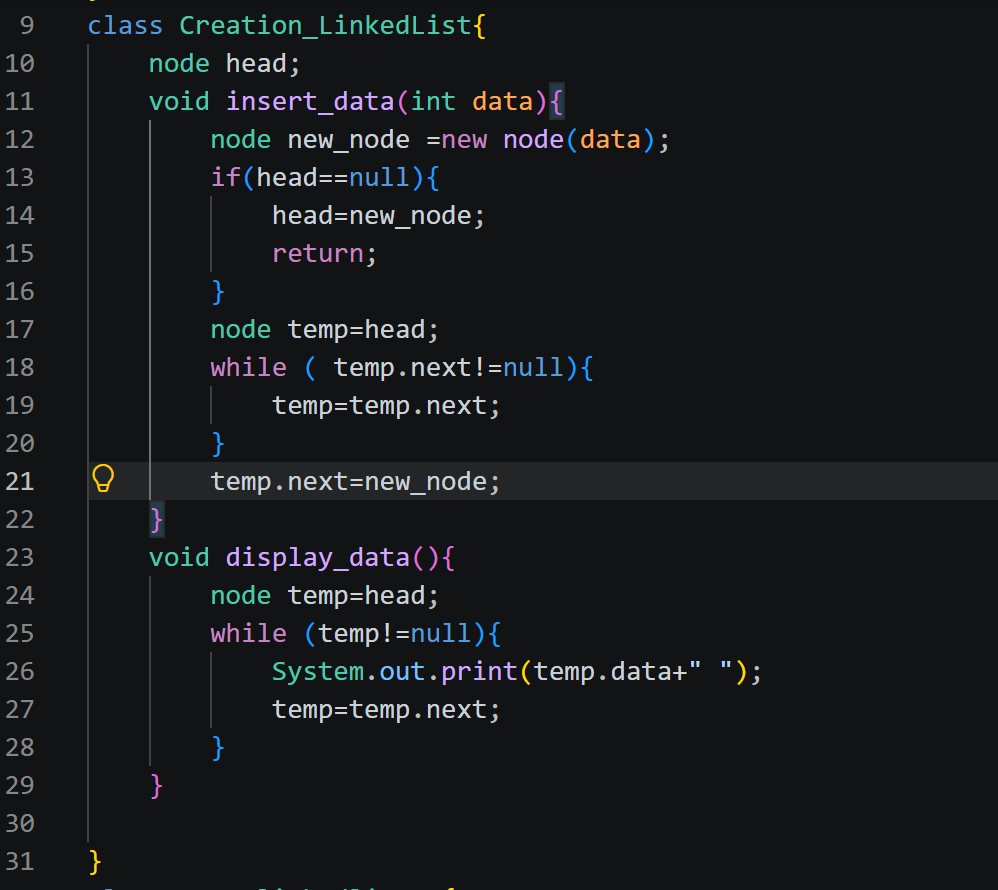 9 class Creation_LinkedList{
10 node head;
11 void insert_data(int data){
12 node new_node =new node(data);
13 if(head==null){
14 head=new_node;
15 return;
16 }
17 node temp=head;
18 while ( temp.next!=null){
19 temp=temp.next;
20 }
21 temp.next=new_node;
22 }
23 void display_data(){
24 node temp=head;
25 while (temp!=null){
26 System.out.print(temp.data+" ");
27 temp=temp.next;
28 }
29 }
30
31 }